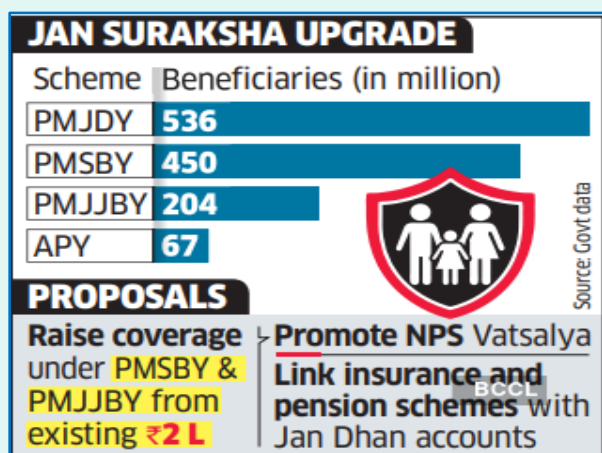 JAN SURAKSHA UPGRADE
Scheme Beneficiaries (in million)
PMJDY 536
PMSBY 450
PMJJBY 204
APY 67
Source: Govt data
PROPOSALS
Raise coverage
under PMSBY &
PMJJBY from
existing ₹2 L
Promote NPS Vatsalya
Link insurance and
pension schemes with
Jan Dhan accounts
BCCL